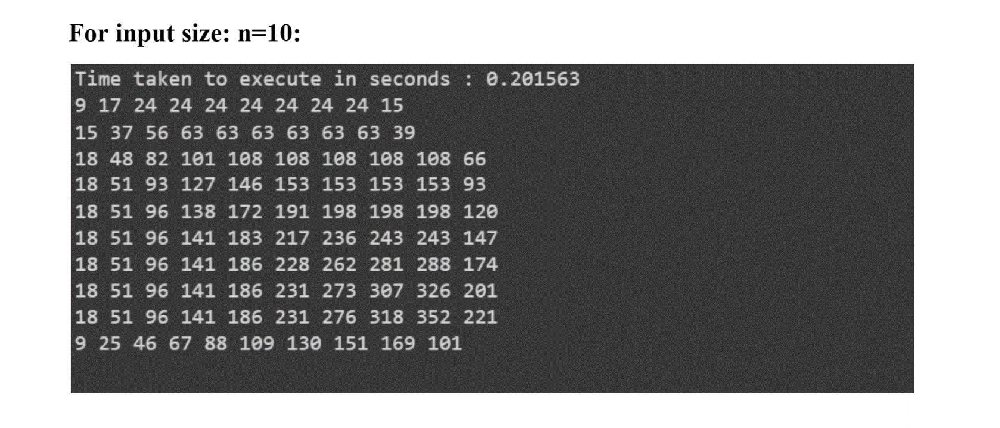 For input size: n=10:
Time taken to execute in seconds : 0.201563
9 17 24 24 24 24 24 24 24 15
15 37 56 63 63 63 63 63 63 39
18 48 82 101 108 108 108 108 108 66
18 51 93 127 146 153 153 153 153 93
18 51 96 138 172 191 198 198 198 120
18 51 96 141 183 217 236 243 243 147
18 51 96 141 186 228 262 281 288 174
18 51 96 141 186 231 273 307 326 201
18 51 96 141 186 231 276 318 352 221
9 25 46 67 88 109 130 151 169 101